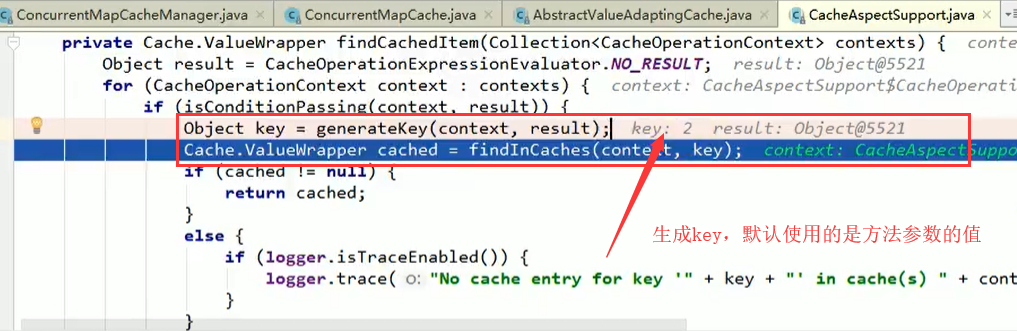 ConcurrentMapCacheManager.java ConcurrentMapCache.java AbstractValueAdaptingCache.java CacheAspectSupport.java
private Cache.ValueWrapper findCachedItem(Collection<CacheOperationContext> contexts) { conte
Object result = CacheOperationExpressionEvaluator.NO_RESULT; result: Object@5521
for (CacheOperationContext context : contexts) { context: CacheAspectSupport$CacheOperati
if (isConditionPassing(context, result)) {
Object key = generateKey(context, result); key: 2 result: Object@5521
Cache.ValueWrapper cached = findInCaches(context, key); context: CacheAspectSuppo
if (cached != null) {
return cached;
}
else {
生成key，默认使用的是方法参数的值
if (logger.isTraceEnabled()) {
logger.trace( o: "No cache entry for key '" + key + "' in cache(s) " + cont
}
}